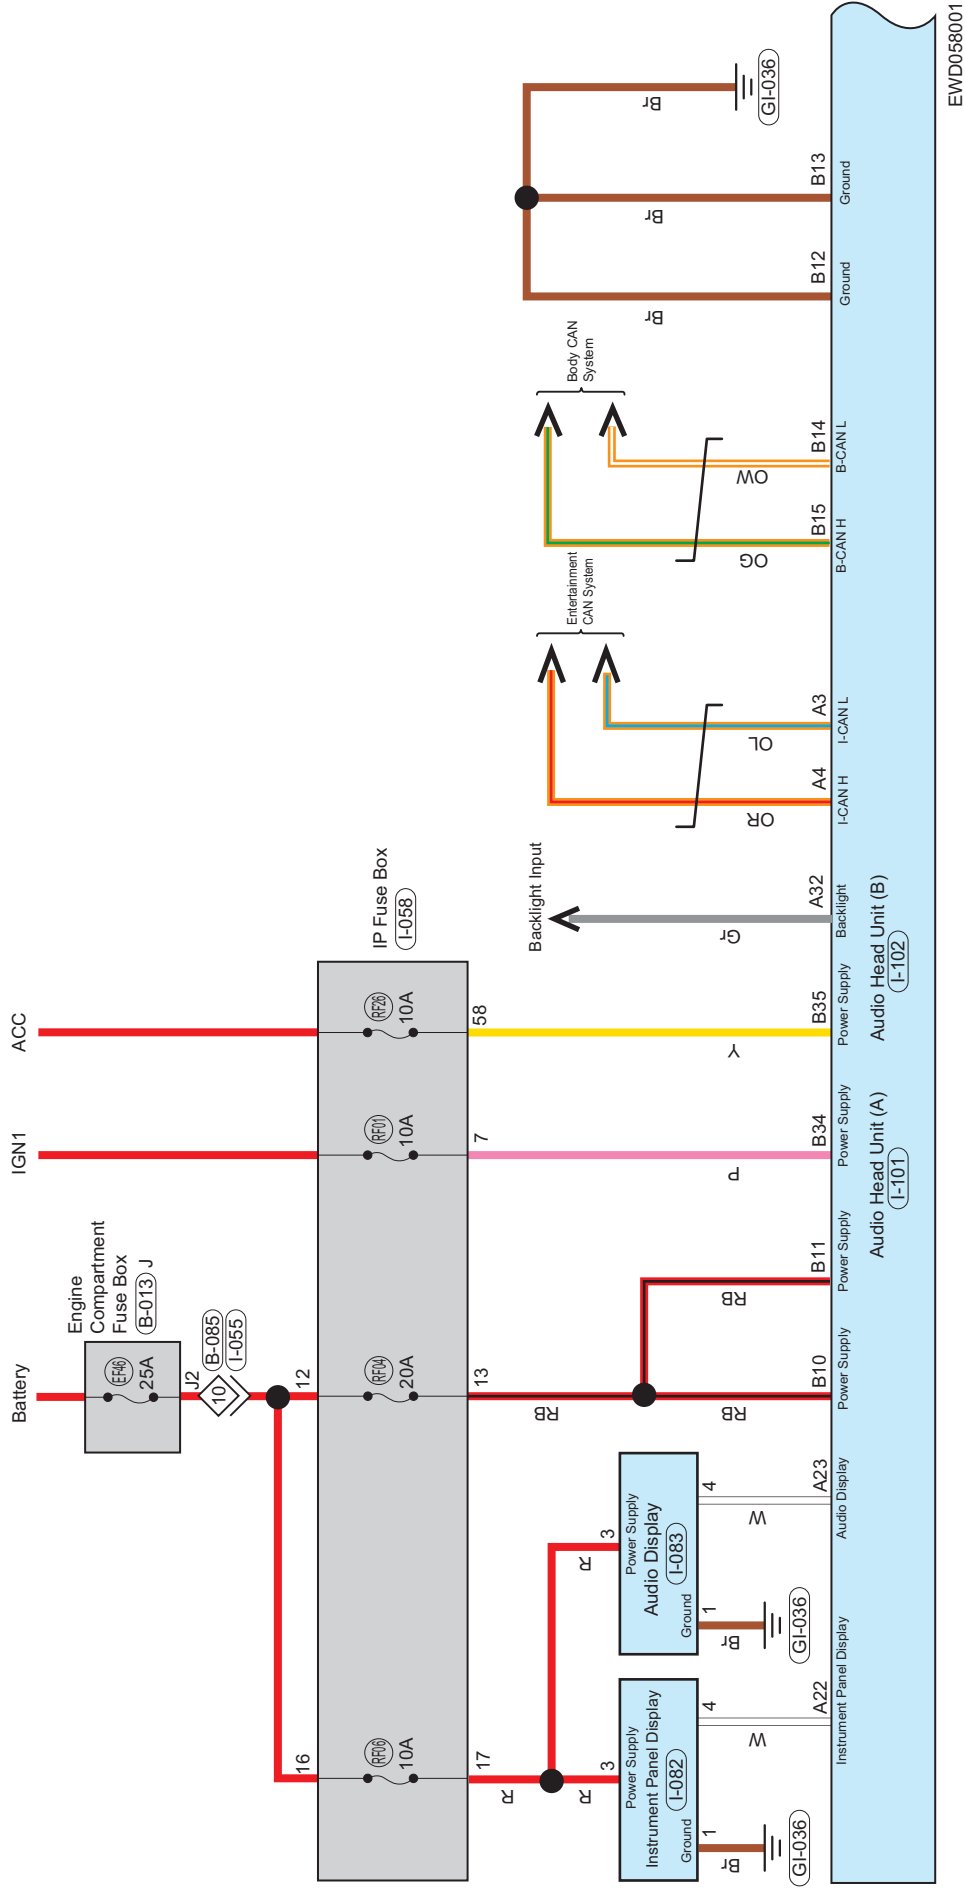 Battery
IGN1
ACC
Engine
Compartment
Fuse Box
B-013 J
EF46
25A
J2
10
B-085
I-055
IP Fuse Box
I-058
16
12
RF06
10A
RF04
20A
RF01
10A
RF26
10A
17
13
7
58
R
R
R
RB
RB
RB
P
Y
3
Power Supply
Instrument Panel Display
I-082
Ground
1
4
Br
GI-036
W
3
Power Supply
Audio Display
I-083
Ground
1
4
Br
GI-036
W
Backlight Input
Gr
Entertainment
CAN System
OR
OL
Body CAN
System
OG
OW
Br
Br
Br
GI-036
A22
Instrument Panel Display
A23
Audio Display
B10
Power Supply
B11
Power Supply
B34
Power Supply
B35
Power Supply
A32
Backlight
A4
I-CAN H
A3
I-CAN L
B15
B-CAN H
B14
B-CAN L
B12
Ground
B13
Ground
Audio Head Unit (A)
I-101
Audio Head Unit (B)
I-102
EWD058001